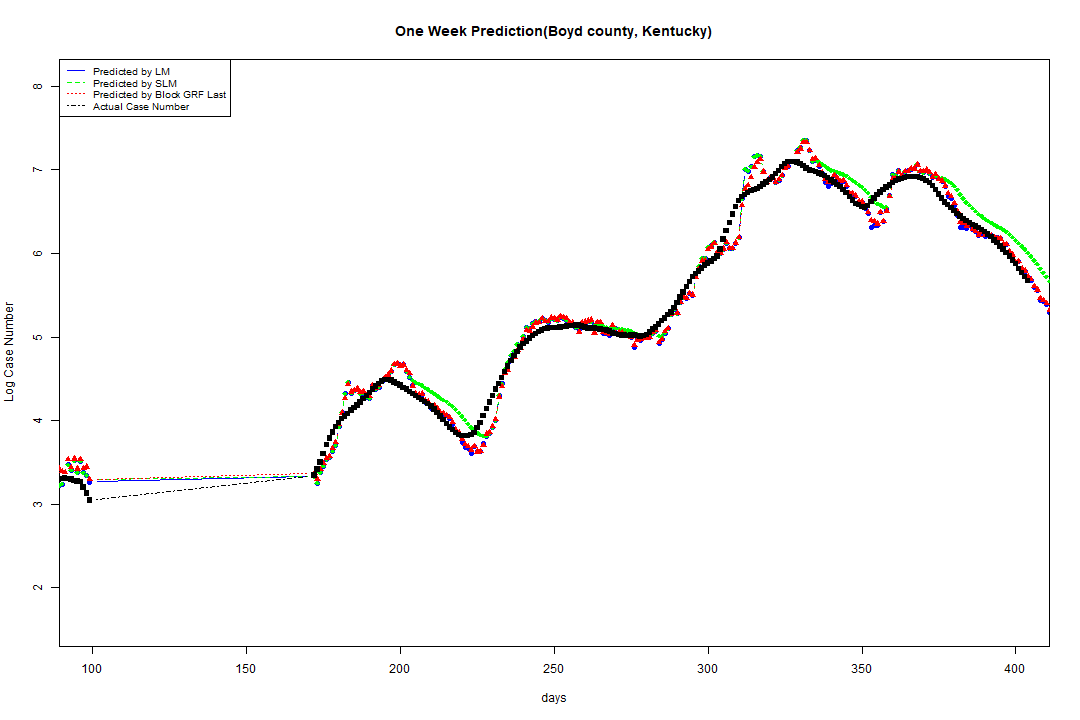 One Week Prediction(Boyd county, Kentucky)
Predicted by LM
Predicted by SLM
Predicted by Block GRF Last
Actual Case Number
8
7
6
5
4
3
2
Log Case Number
100 150 200 250 300 350 400
days